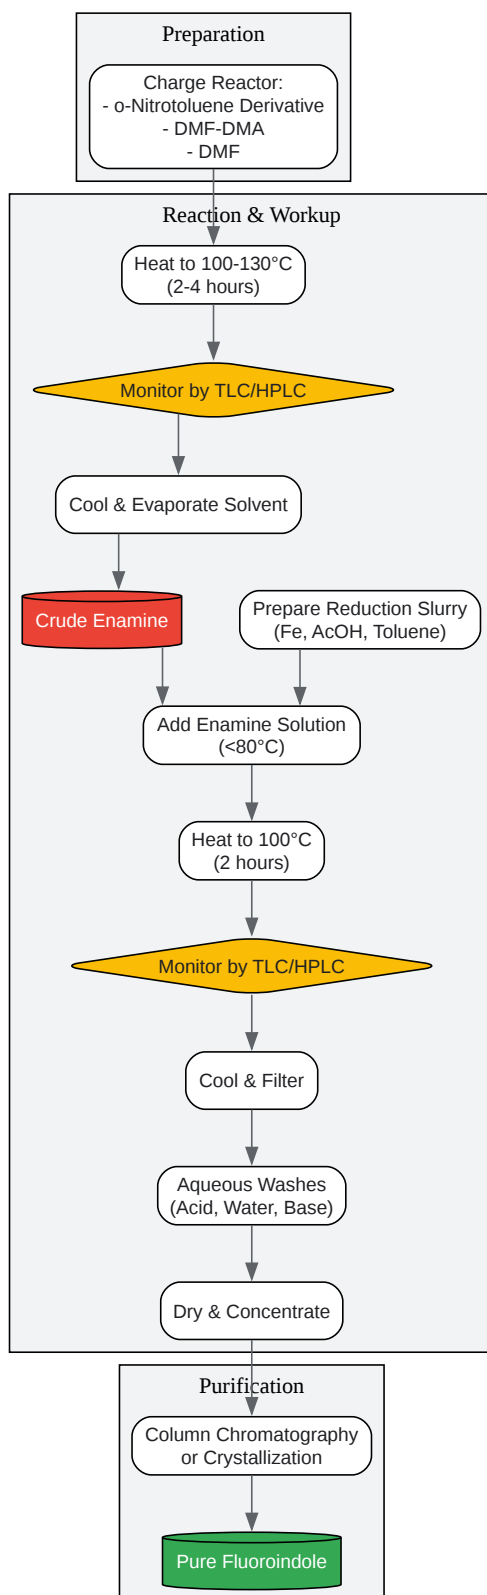 Preparation
Charge Reactor:
- o-Nitrotoluene Derivative
- DMF-DMA
- DMF
Reaction & Workup
Heat to 100-130°C
(2-4 hours)
Monitor by TLC/HPLC
Cool & Evaporate Solvent
Crude Enamine
Prepare Reduction Slurry
(Fe, AcOH, Toluene)
Add Enamine Solution
(<80°C)
Heat to 100°C
(2 hours)
Monitor by TLC/HPLC
Cool & Filter
Aqueous Washes
(Acid, Water, Base)
Dry & Concentrate
Purification
Column Chromatography
or Crystallization
Pure Fluoroindole